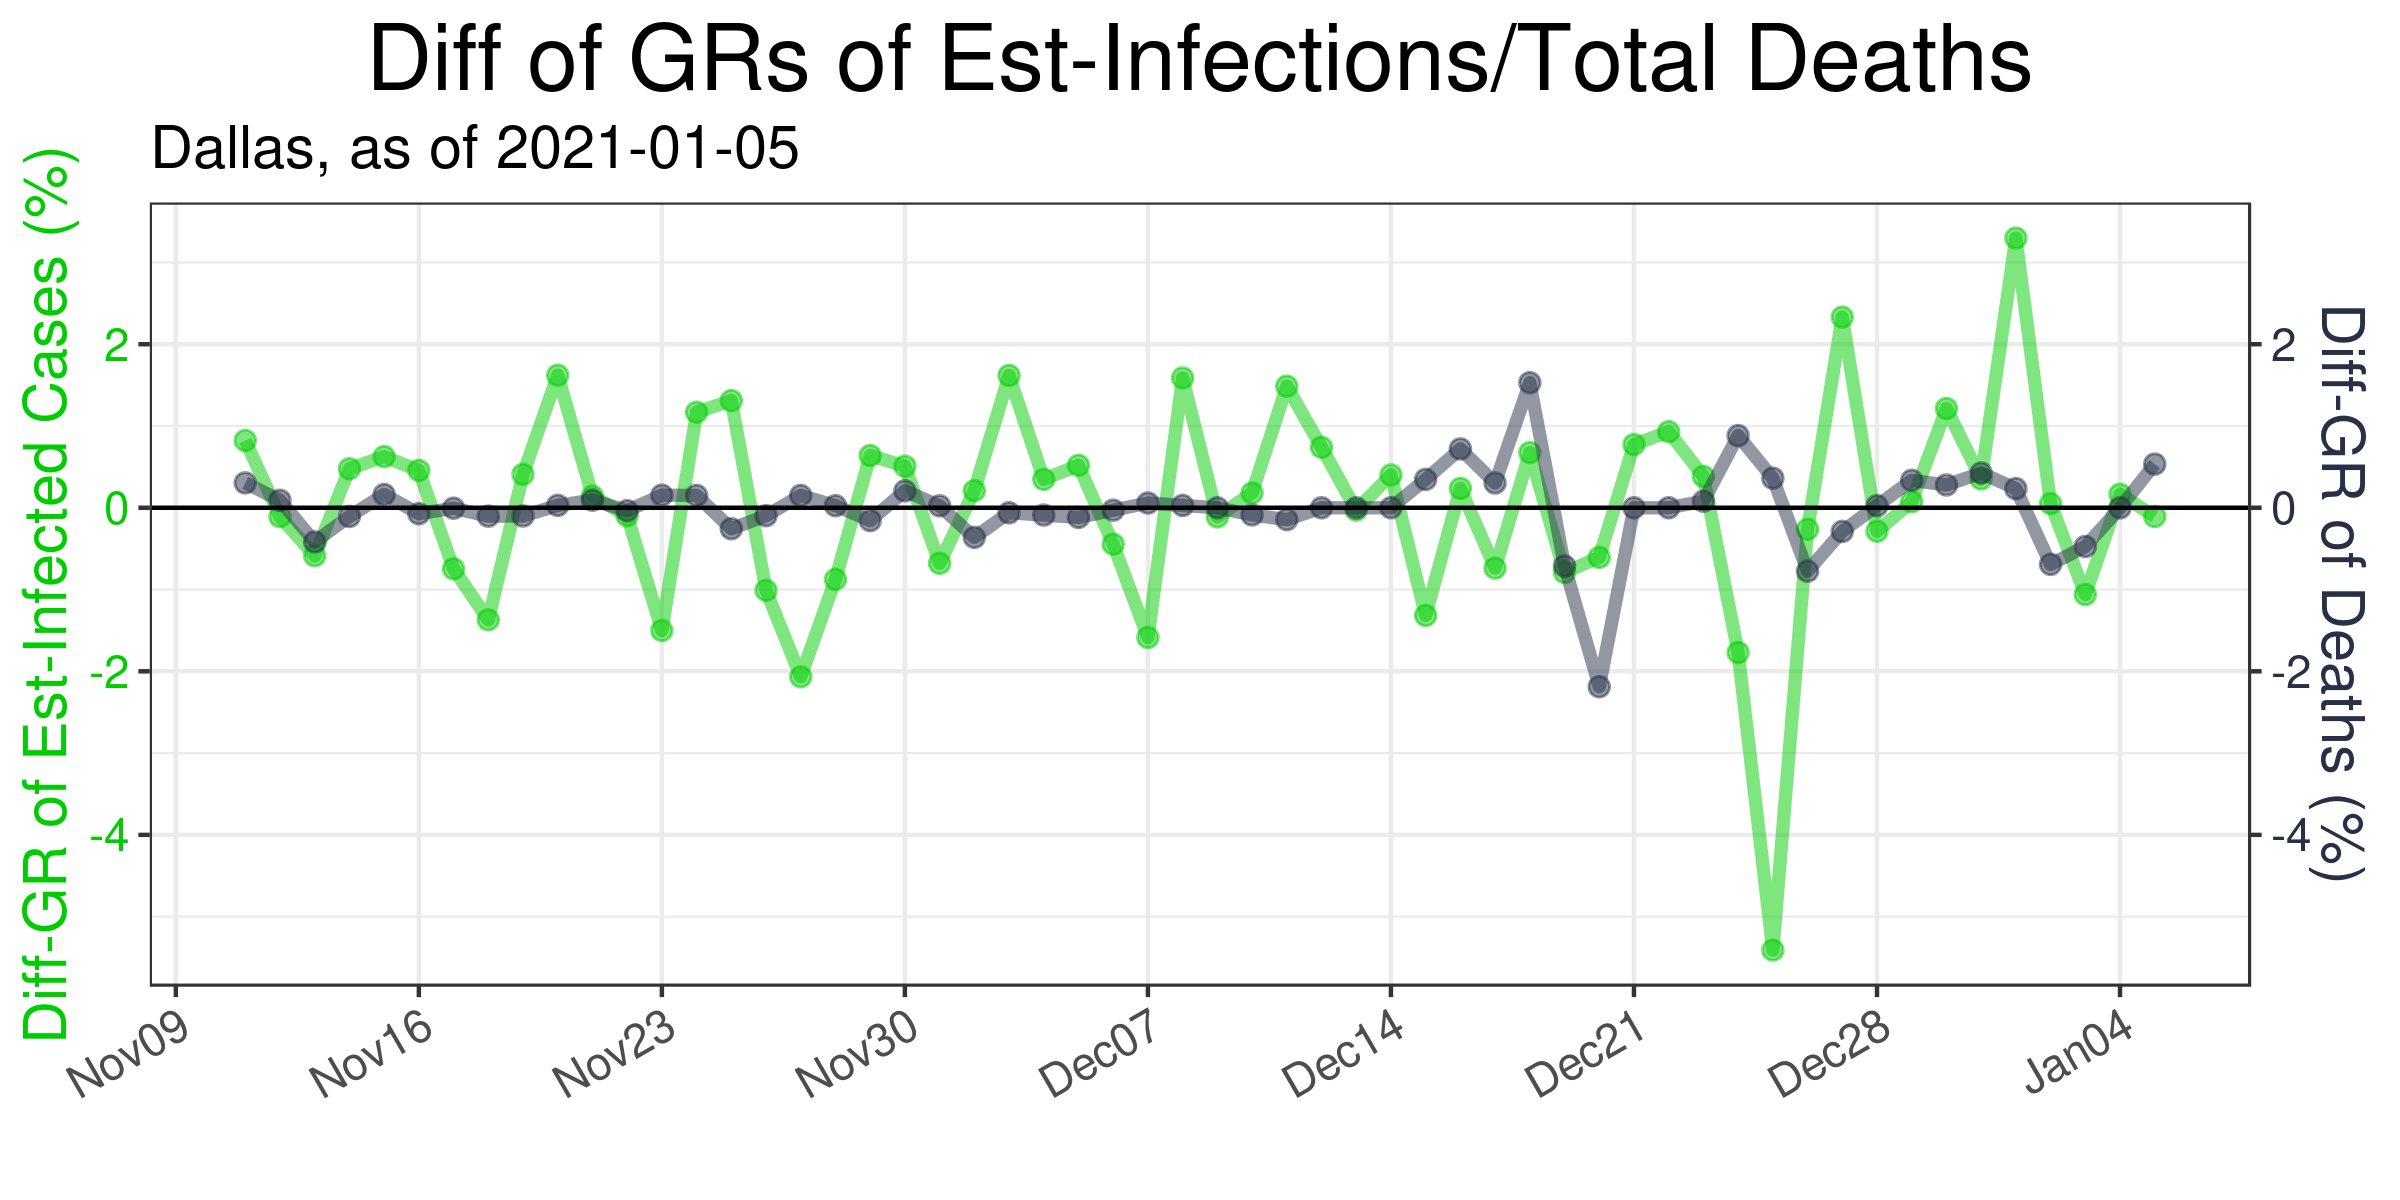 Diff of GRs of Est-Infections/Total Deaths
Dallas, as of 2021-01-05
Diff-GR of Est-Infected Cases (%)
2
0
-2
-4
2
0
-2
-4
Diff-GR of Deaths (%)
Nov09 Nov16 Nov23 Nov30 Dec07 Dec14 Dec21 Dec28 Jan04